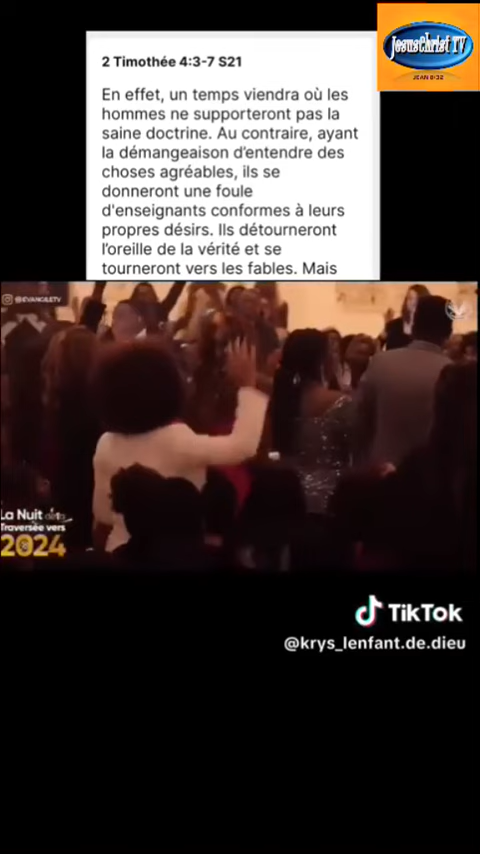 JesusChrist TV
JEAN 8:32
2 Timothée 4:3-7 S21
En effet, un temps viendra où les
hommes ne supporteront pas la
saine doctrine. Au contraire, ayant
la démangeaison d'entendre des
choses agréables, ils se
donneront une foule
d'enseignants conformes à leurs
propres désirs. Ils détourneront
l'oreille de la vérité et se
tourneront vers les fables. Mais
@EVANGILETV
La Nuit de la
Traversée vers
2024
TikTok
@krys_lenfant.de.dieu